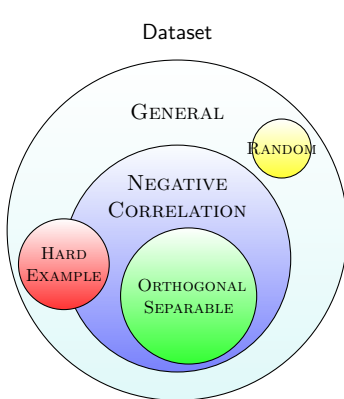 Dataset
GENERAL
RANDOM
NEGATIVE
CORRELATION
HARD
EXAMPLE
ORTHOGONAL
SEPARABLE